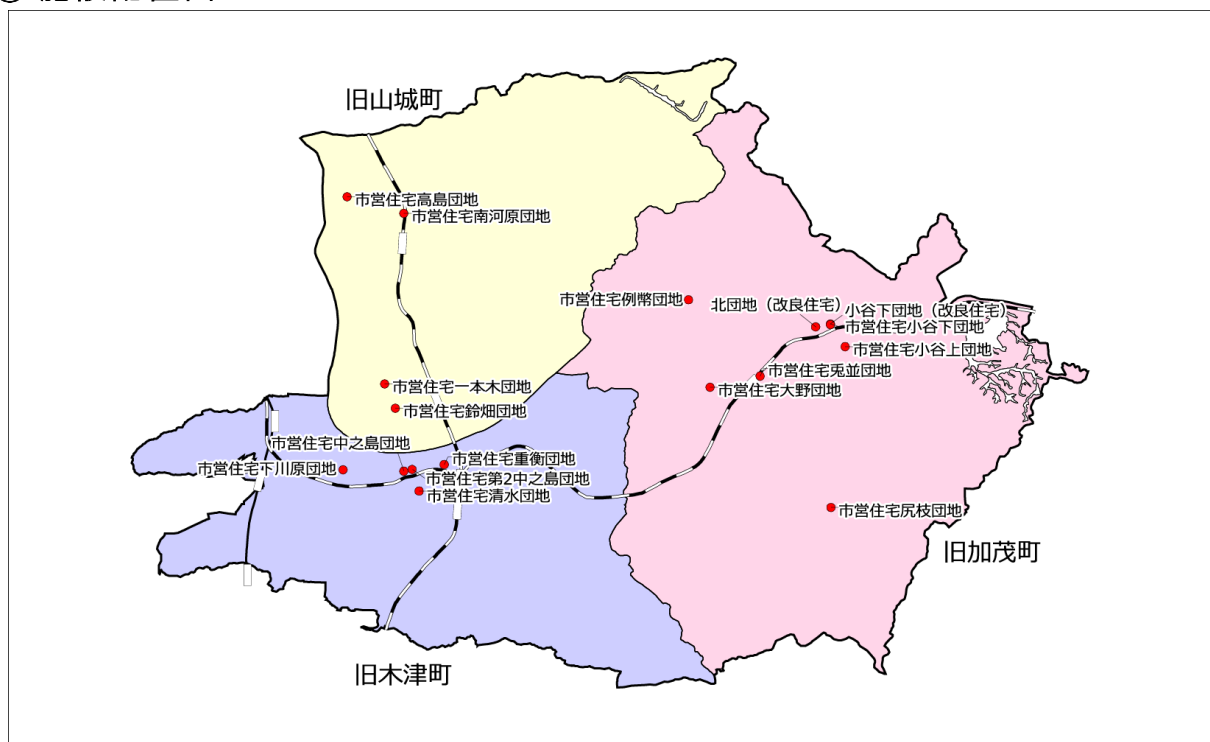 旧山城町
市営住宅高島団地
市営住宅南河原団地
市営住宅例幣団地
北団地（改良住宅）
小谷下団地（改良住宅）
市営住宅小谷下団地
市営住宅小谷上団地
市営住宅兎並団地
市営住宅大野団地
市営住宅一本木団地
市営住宅鈴畑団地
市営住宅中之島団地
市営住宅重衡団地
市営住宅下川原団地
市営住宅第2中之島団地
市営住宅清水団地
市営住宅尻枝団地
旧加茂町
旧木津町